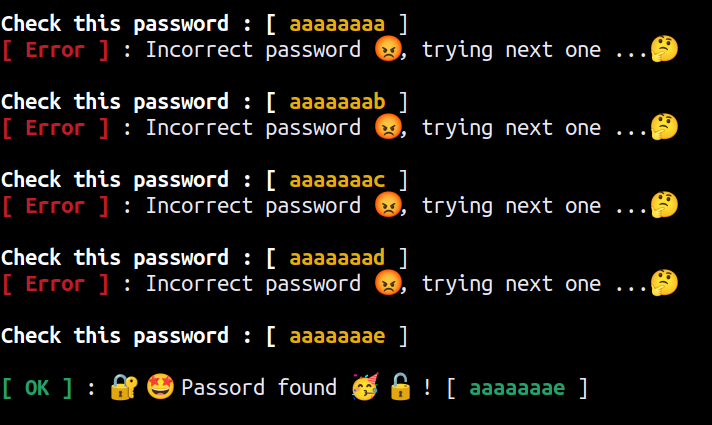 Check this password : [ aaaaaaaa ]
[ Error ] : Incorrect password 😡, trying next one ...🤔
Check this password : [ aaaaaaab ]
[ Error ] : Incorrect password 😡, trying next one ...🤔
Check this password : [ aaaaaaac ]
[ Error ] : Incorrect password 😡, trying next one ...🤔
Check this password : [ aaaaaaad ]
[ Error ] : Incorrect password 😡, trying next one ...🤔
Check this password : [ aaaaaaae ]
[ OK ] : 🔐 🤩 Passord found 🥳 🔓 ! [ aaaaaaae ]